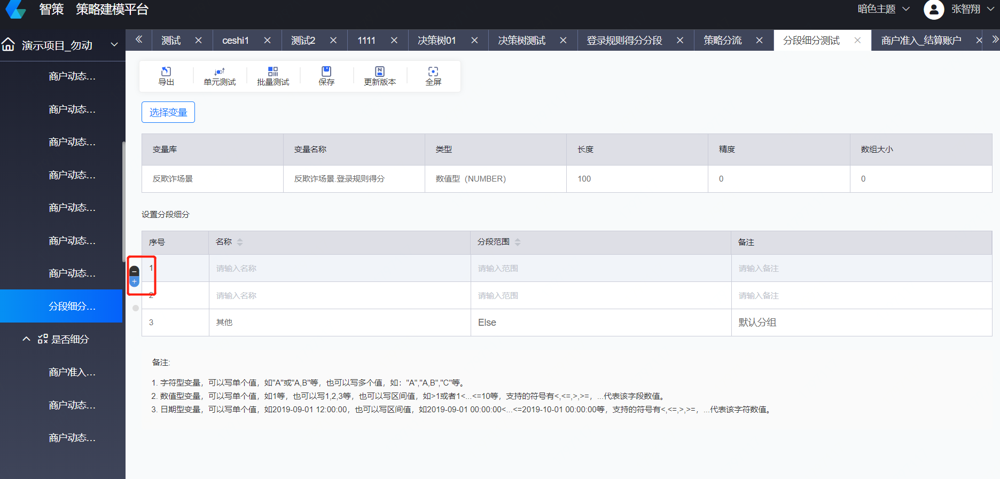 智策 策略建模平台
暗色主题 张智翔
演示项目_勿动
测试 ceshi1 测试2 1111 决策树01 决策树测试 登录规则得分分段 策略分流 分段细分测试 商户准入_结算账户
商户动态...
商户动态...
商户动态...
商户动态...
商户动态...
商户动态...
商户动态...
分段细分...
是否细分
商户准入...
商户动态...
商户动态...
导出 单元测试 批量测试 保存 更新版本 全屏
选择变量
变量库 变量名称 类型 长度 精度 数组大小
反欺诈场景 反欺诈场景.登录规则得分 数值型（NUMBER） 100 0 0
设置分段细分
序号 名称 分段范围 备注
1 请输入名称 请输入范围 请输入备注
2 请输入名称 请输入范围 请输入备注
3 其他 Else 默认分组
备注:
1. 字符型变量，可以写单个值，如"A"或"A,B"等，也可以写多个值，如："A","A,B","C"等。
2. 数值型变量，可以写单个值，如1等，也可以写1,2,3等，也可以写区间值，如>1或者1<...<=10等，支持的符号有<,<=,>,>=，...代表该字段数值。
3. 日期型变量，可以写单个值，如2019-09-01 12:00:00，也可以写区间值，如2019-09-01 00:00:00<...<=2019-10-01 00:00:00等，支持的符号有<,<=,>,>=，...代表该字符数值。